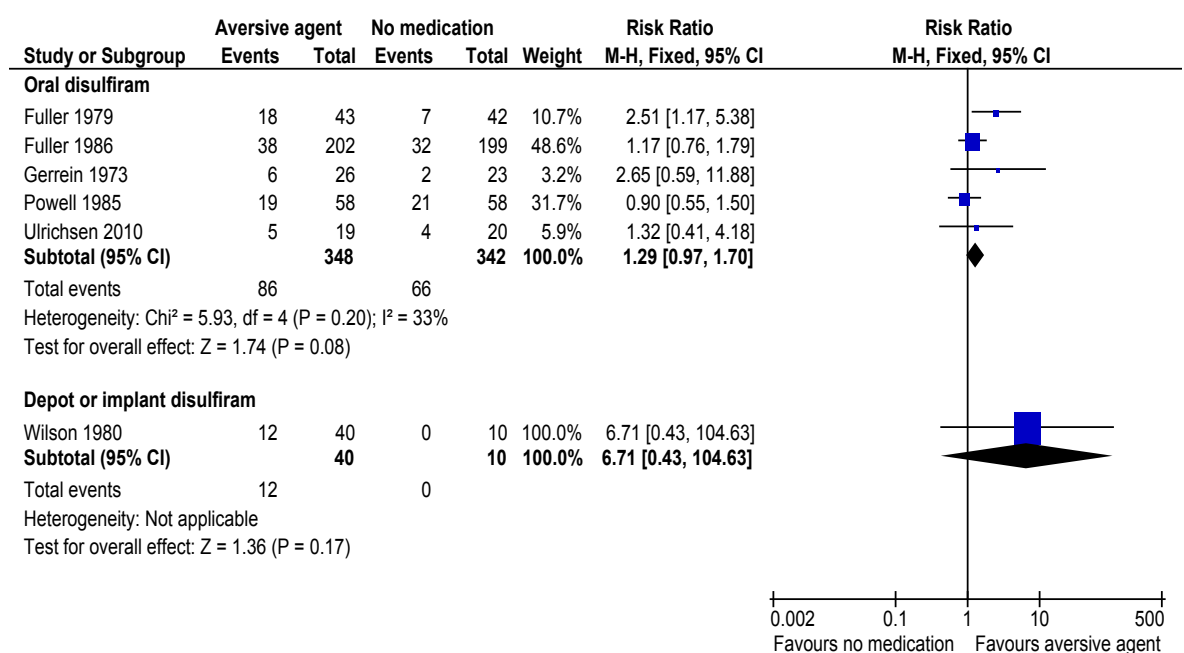 Aversive agent No medication Risk Ratio Risk Ratio
Study or Subgroup Events Total Events Total Weight M-H, Fixed, 95% CI M-H, Fixed, 95% CI
Oral disulfiram
Fuller 1979 18 43 7 42 10.7% 2.51 [1.17, 5.38]
Fuller 1986 38 202 32 199 48.6% 1.17 [0.76, 1.79]
Gerrein 1973 6 26 2 23 3.2% 2.65 [0.59, 11.88]
Powell 1985 19 58 21 58 31.7% 0.90 [0.55, 1.50]
Ulrichsen 2010 5 19 4 20 5.9% 1.32 [0.41, 4.18]
Subtotal (95% CI) 348 342 100.0% 1.29 [0.97, 1.70]
Total events 86 66
Heterogeneity: Chi² = 5.93, df = 4 (P = 0.20); I² = 33%
Test for overall effect: Z = 1.74 (P = 0.08)
Depot or implant disulfiram
Wilson 1980 12 40 0 10 100.0% 6.71 [0.43, 104.63]
Subtotal (95% CI) 40 10 100.0% 6.71 [0.43, 104.63]
Total events 12 0
Heterogeneity: Not applicable
Test for overall effect: Z = 1.36 (P = 0.17)
0.002 0.1 1 10 500
Favours no medication Favours aversive agent